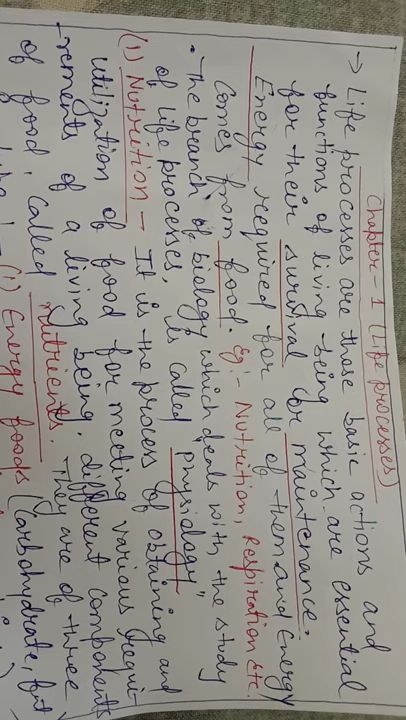 Chapter-1 (Life processes)
→ Life processes are those basic actions and
functions of living being which are essential
for their survival or maintenance.
Energy required for all of them and Energy
comes from food. eg:- Nutrition, Respiration etc.
• The branch of biology which deals with the study
of life processes, is called "physiology"
(1) Nutrition - It is the process of obtaining and
utilization of food for meeting various requi-
-rements of a living being. different components
of food called nutrients. They are of three
(i) Energy foods (Carbohydrate, fat